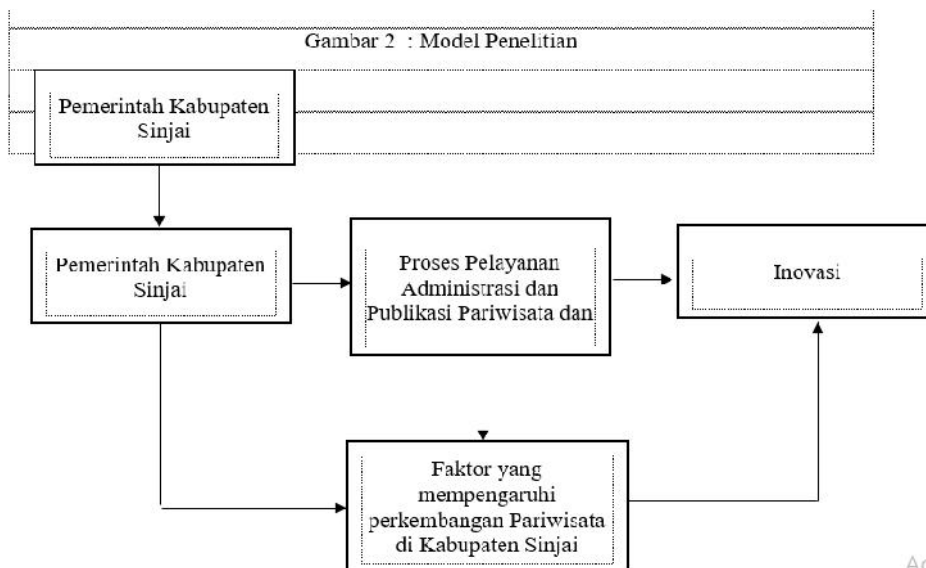 Gambar 2 : Model Penelitian
Pemerintah Kabupaten
Sinjai
Pemerintah Kabupaten
Sinjai
Proses Pelayanan
Administrasi dan
Publikasi Pariwisata dan
Inovasi
Faktor yang
mempengaruhi
perkembangan Pariwisata
di Kabupaten Sinjai